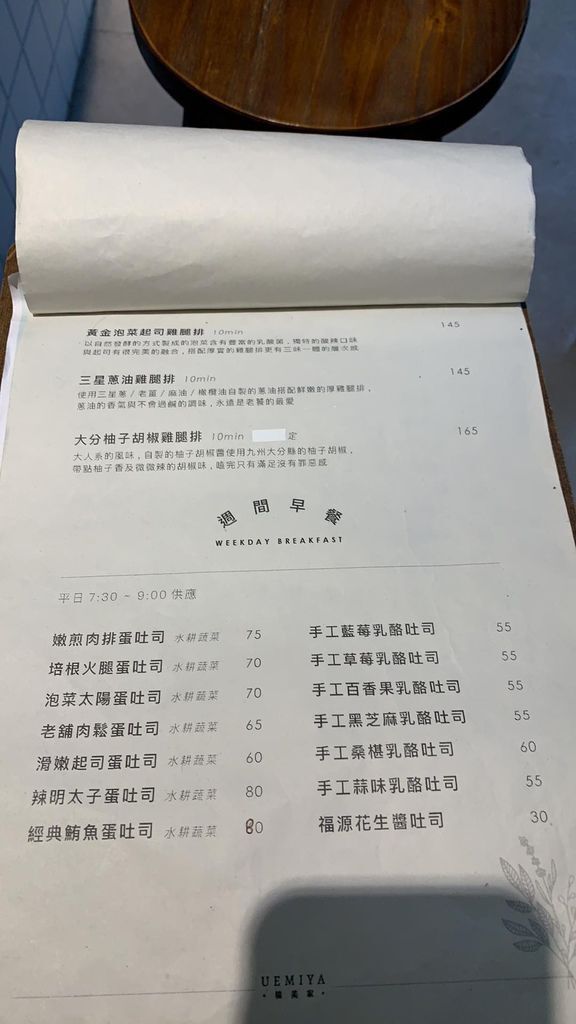 黃金泡菜起司雞腿排 10min 145
以自然發酵的方式製成的泡菜含有豐富的乳酸菌，獨特的酸辣口味
與起司有很完美的融合，搭配厚實的雞腿排更有三味一體的層次感
三星蔥油雞腿排 10min 145
使用三星蔥 / 老薑 / 麻油 / 橄欖油自製的蔥油搭配鮮嫩的厚雞腿排，
蔥油的香氣與不會過鹹的調味，永遠是老饕的最愛
大分柚子胡椒雞腿排 10min 定 165
大人系的風味，自製的柚子胡椒醬使用九州大分縣的柚子胡椒，
帶點柚子香及微微辣的胡椒味，嗑完只有滿足沒有罪惡感
週間早餐
WEEKDAY BREAKFAST
平日 7:30 ~ 9:00 供應
嫩煎肉排蛋吐司 水耕蔬菜 75
培根火腿蛋吐司 水耕蔬菜 70
泡菜太陽蛋吐司 水耕蔬菜 70
老舖肉鬆蛋吐司 水耕蔬菜 65
滑嫩起司蛋吐司 水耕蔬菜 60
辣明太子蛋吐司 水耕蔬菜 80
經典鮪魚蛋吐司 水耕蔬菜
手工藍莓乳酪吐司 55
手工草莓乳酪吐司 55
手工百香果乳酪吐司 55
手工黑芝麻乳酪吐司 55
手工桑椹乳酪吐司 60
手工蒜味乳酪吐司 55
福源花生醬吐司 30
UEMIYA